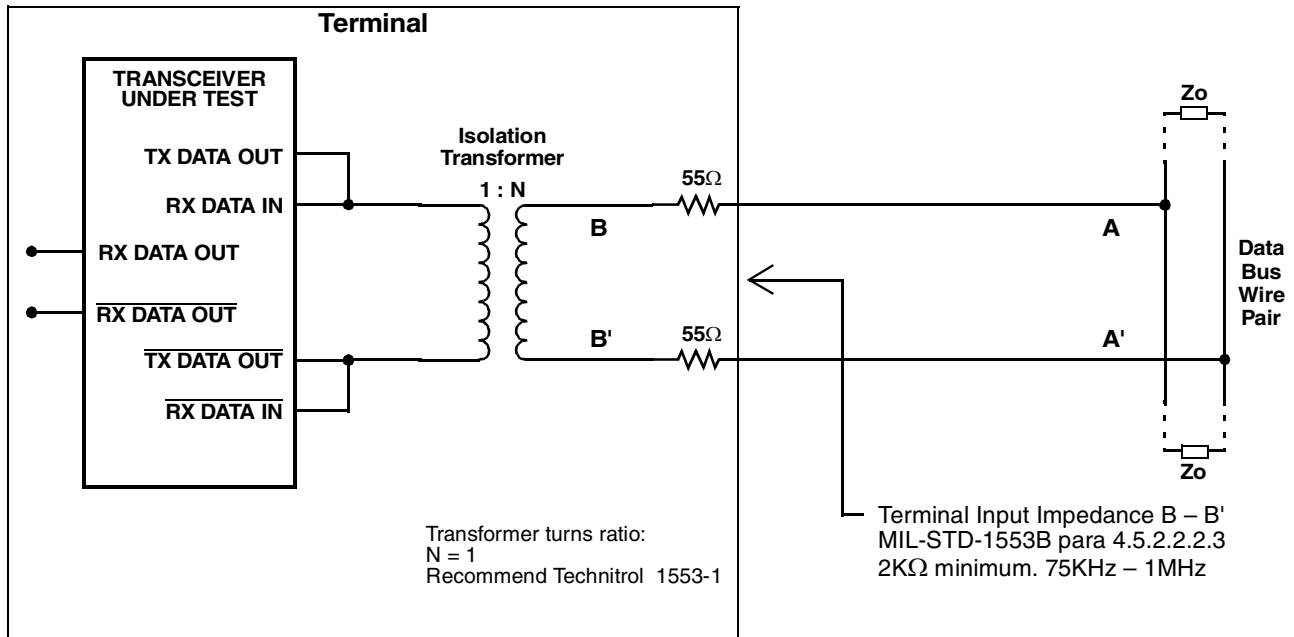 Terminal
TRANSCEIVER
UNDER TEST
TX DATA OUT
RX DATA IN
RX DATA OUT
RX DATA OUT
TX DATA OUT
RX DATA IN
Isolation
Transformer
1 : N
B
B'
55Ω
55Ω
A
A'
Zo
Zo
Data
Bus
Wire
Pair
Transformer turns ratio:
N = 1
Recommend Technitrol 1553-1
Terminal Input Impedance B – B'
MIL-STD-1553B para 4.5.2.2.2.3
2KΩ minimum. 75KHz – 1MHz